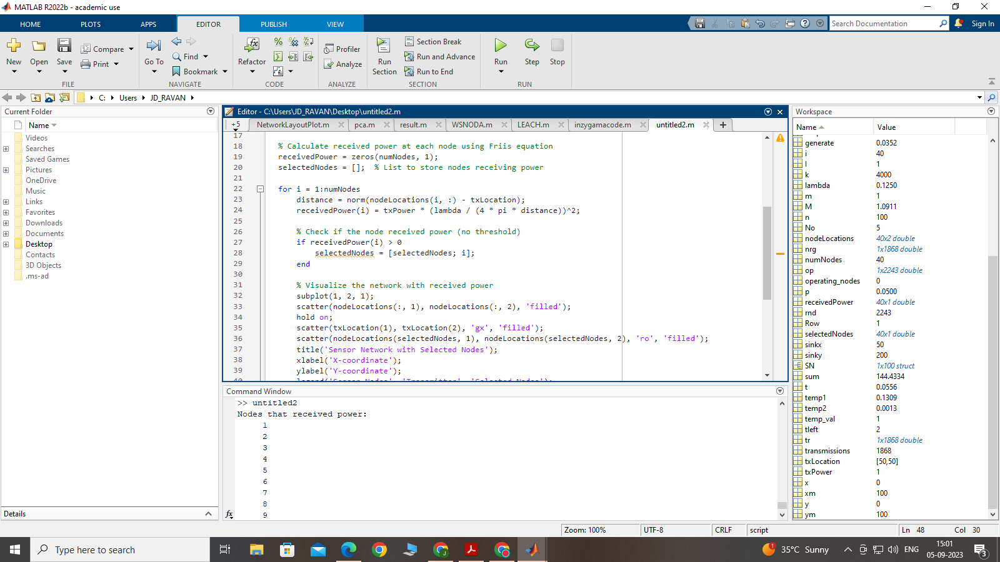 MATLAB R2022b - academic use
HOME PLOTS APPS EDITOR PUBLISH VIEW
Search Documentation Sign In
New Open Save Compare Print
Go To Find Bookmark
Refactor
Profiler Analyze
Run Section Section Break Run and Advance Run to End
Run Step Stop
FILE NAVIGATE CODE ANALYZE SECTION RUN
C: Users JD_RAVAN
Current Folder
Name
Videos
Searches
Saved Games
Pictures
OneDrive
Music
Links
Favorites
Downloads
Documents
Desktop
Contacts
3D Objects
.ms-ad
Details
Editor - C:\Users\JD_RAVAN\Desktop\untitled2.m
+5 NetworkLayoutPlot.m pca.m result.m WSNODA.m LEACH.m inzygamacode.m untitled2.m
17
18 % Calculate received power at each node using Friis equation
19 receivedPower = zeros(numNodes, 1);
20 selectedNodes = []; % List to store nodes receiving power
21
22 for i = 1:numNodes
23 distance = norm(nodeLocations(i, :) - txLocation);
24 receivedPower(i) = txPower * (lambda / (4 * pi * distance))^2;
25
26 % Check if the node received power (no threshold)
27 if receivedPower(i) > 0
28 selectedNodes = [selectedNodes; i];
29 end
30
31 % Visualize the network with received power
32 subplot(1, 2, 1);
33 scatter(nodeLocations(:, 1), nodeLocations(:, 2), 'filled');
34 hold on;
35 scatter(txLocation(1), txLocation(2), 'gx', 'filled');
36 scatter(nodeLocations(selectedNodes, 1), nodeLocations(selectedNodes, 2), 'ro', 'filled');
37 title('Sensor Network with Selected Nodes');
38 xlabel('X-coordinate');
39 ylabel('Y-coordinate');
40 legend('Sensor Nodes', 'Transmitter', 'Selected Nodes');
Command Window
>> untitled2
Nodes that received power:
1
2
3
4
5
6
7
8
9
fx
Workspace
Name Value
generate 0.0352
i 40
l 1
k 4000
lambda 0.1250
m 1
M 1.0911
n 100
No 5
nodeLocations 40x2 double
nrg 1x1868 double
numNodes 40
op 1x2243 double
operating_nodes 0
p 0.0500
receivedPower 40x1 double
rnd 2243
Row 1
selectedNodes 40x1 double
sinkx 50
sinky 200
SN 1x100 struct
sum 144.4334
t 0.0556
temp1 0.1309
temp2 0.0013
temp_val 1
tleft 2
tr 1x1868 double
transmissions 1868
txLocation [50,50]
txPower 1
x 0
xm 100
y 0
ym 100
Zoom: 100% UTF-8 CRLF script Ln 48 Col 30
Type here to search
35°C Sunny ENG 15:01
05-09-2023
3